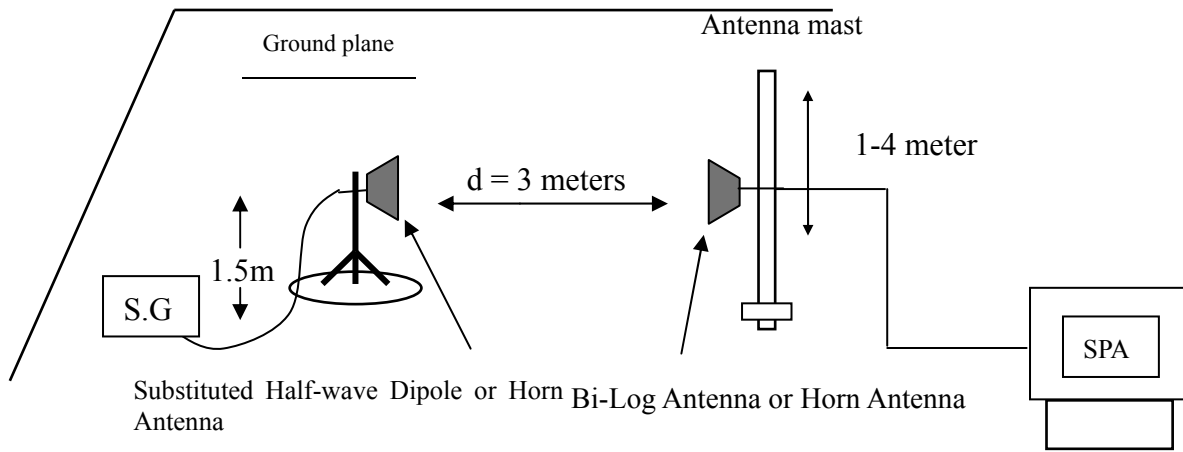 Antenna mast
Ground plane
1-4 meter
d = 3 meters
1.5m
S.G
SPA
Substituted Half-wave Dipole or Horn
Antenna
Bi-Log Antenna or Horn Antenna